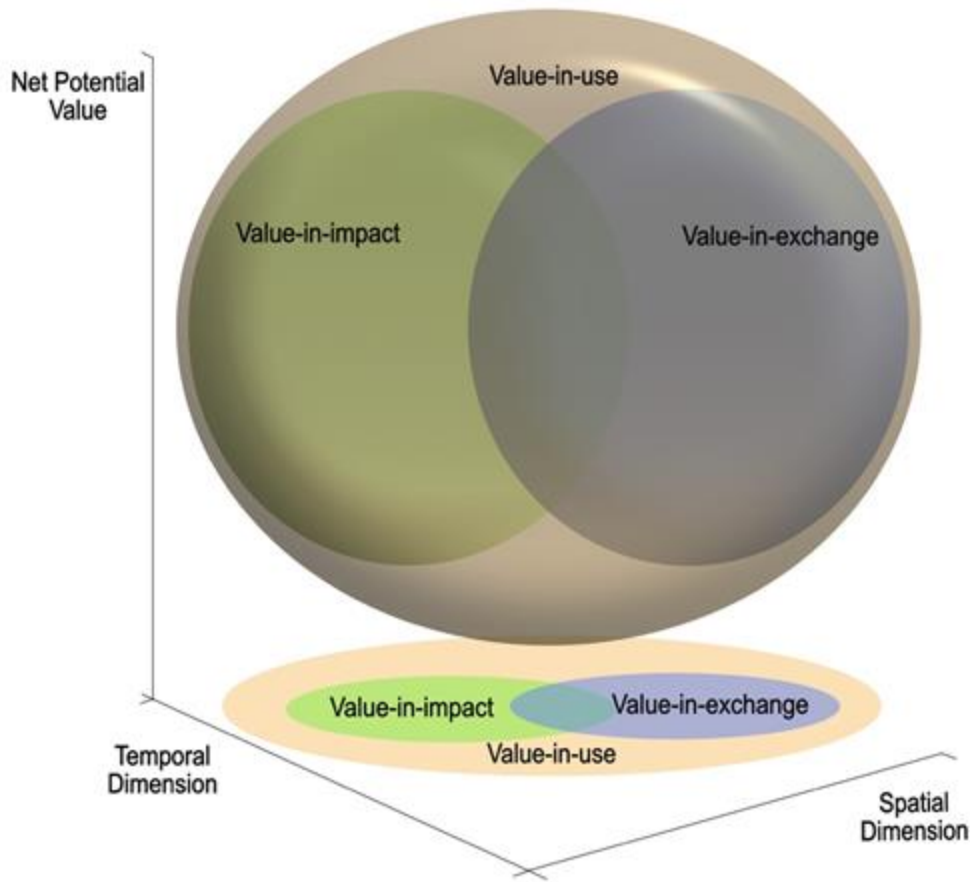 Net Potential
Value
Value-in-use
Value-in-impact
Value-in-exchange
Value-in-impact
Value-in-exchange
Value-in-use
Temporal
Dimension
Spatial
Dimension